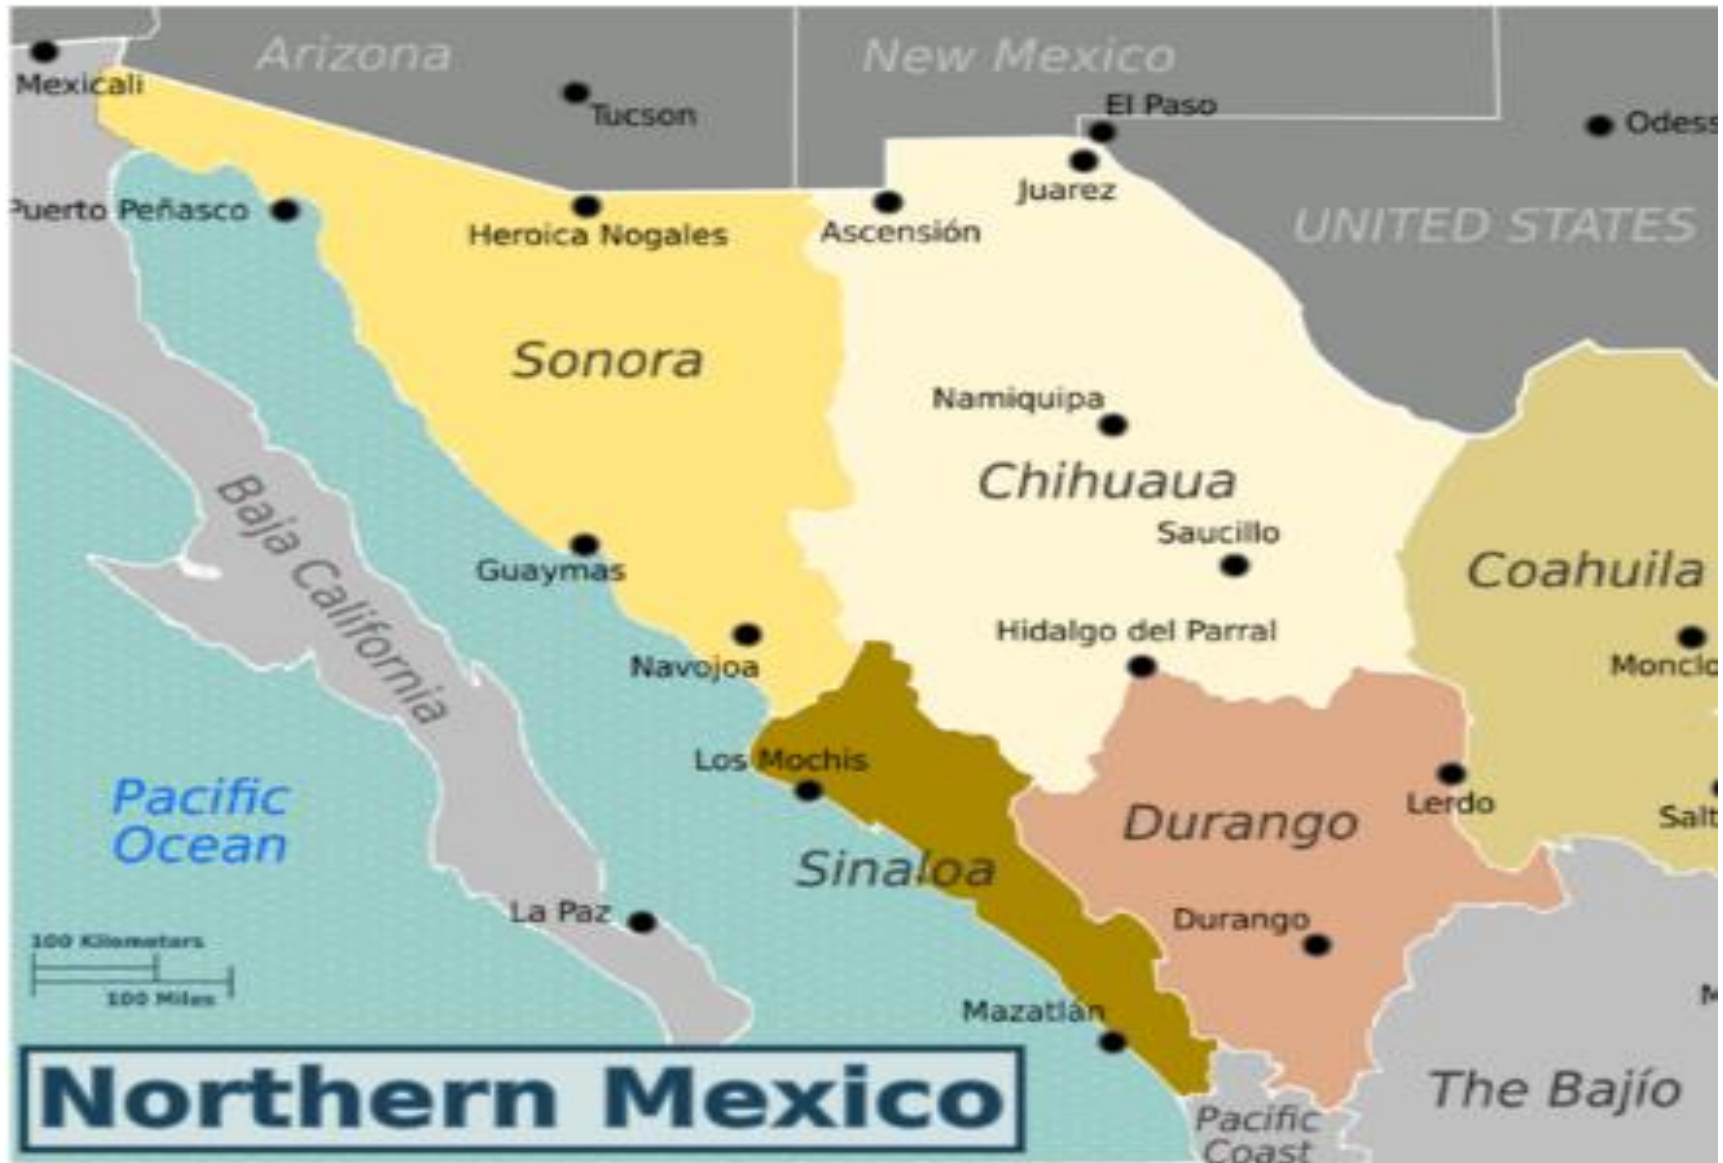 Arizona
New Mexico
Mexicali
Tucson
El Paso
Odess
Juarez
Puerto Peñasco
Heroica Nogales
Ascensión
UNITED STATES
Sonora
Namiquipa
Chihuaua
Baja California
Saucillo
Guaymas
Coahuila
Hidalgo del Parral
Navojoa
Monclo
Los Mochis
Pacific
Ocean
Durango
Lerdo
Salt
Sinaloa
La Paz
Durango
100 Kilometers
100 Miles
Mazatlán
M
Northern Mexico
The Bajío
Pacific
Coast